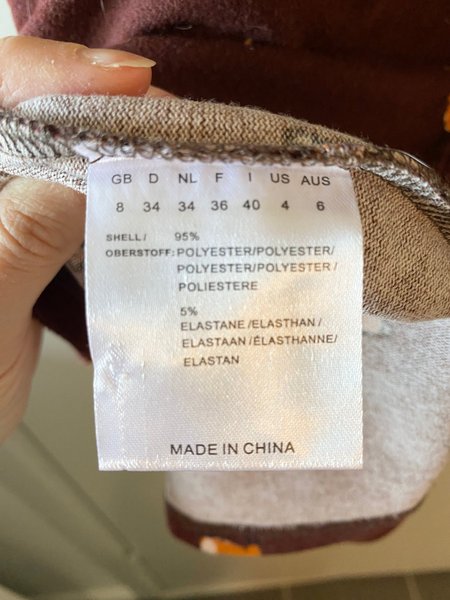 GB D NL F I US AUS
8 34 34 36 40 4 6
SHELL/ 95%
OBERSTOFF: POLYESTER/POLYESTER/
POLYESTER/POLYESTER /
POLIESTERE
5%
ELASTANE/ELASTHAN/
ELASTAAN/ÉLASTHANNE/
ELASTAN
MADE IN CHINA